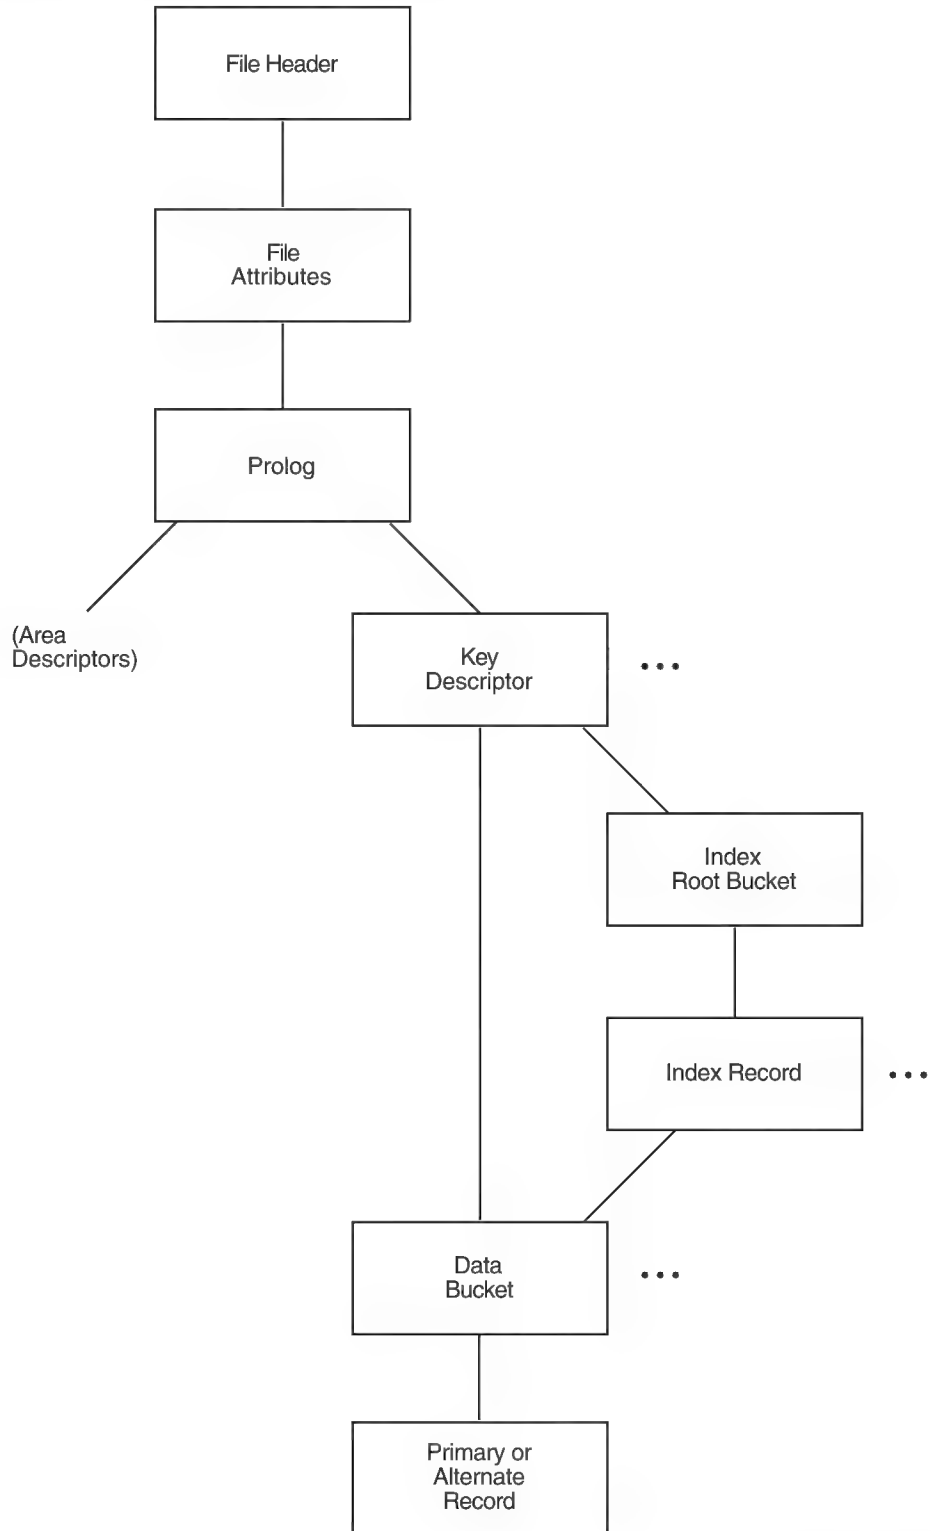 File Header
File
Attributes
Prolog
(Area
Descriptors)
Key
Descriptor
•••
Index
Root Bucket
Index Record
•••
Data
Bucket
•••
Primary or
Alternate
Record